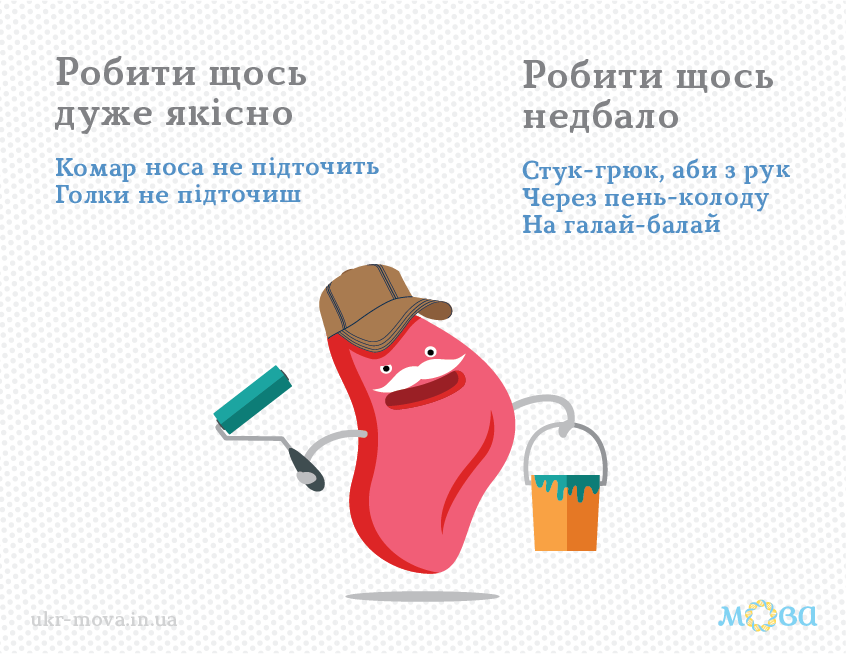 Робити щось
дуже якісно
Комар носа не підточить
Голки не підточиш
Робити щось
недбало
Стук-грюк, аби з рук
Через пень-колоду
На галай-балай
ukr-mova.in.ua
мова